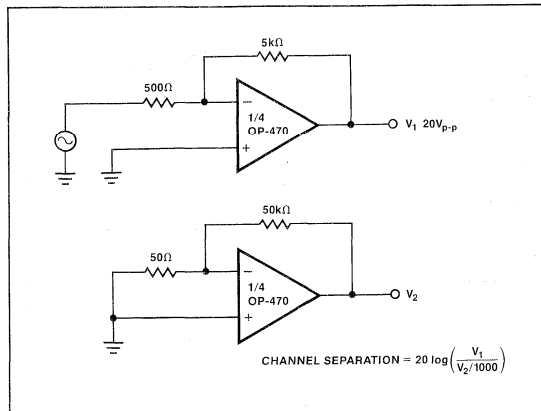 5kΩ
500Ω
−
1/4
OP-470
+
V1 20Vp-p
50kΩ
50Ω
−
1/4
OP-470
+
V2
CHANNEL SEPARATION = 20 log(V1 / V2/1000)